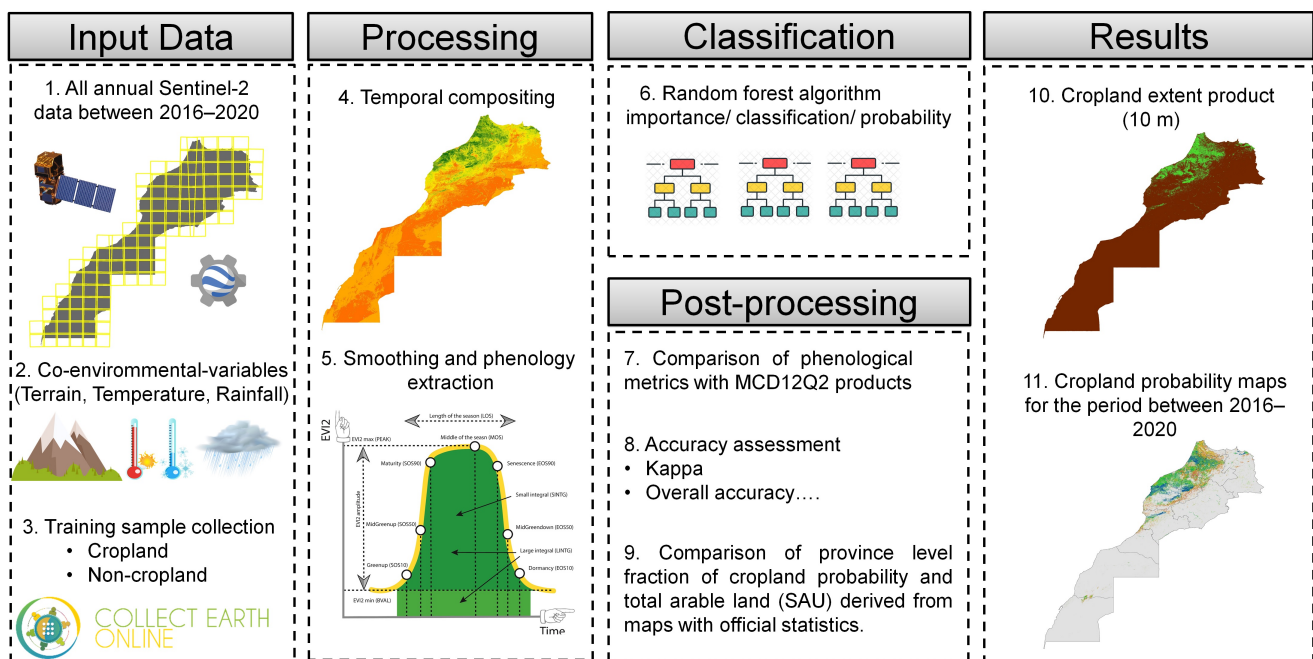 Input Data
1. All annual Sentinel-2
data between 2016–2020
2. Co-environmental-variables
(Terrain, Temperature, Rainfall)
3. Training sample collection
• Cropland
• Non-cropland
COLLECT EARTH
ONLINE
Processing
4. Temporal compositing
5. Smoothing and phenology
extraction
EVI2
Length of the season (LOS)
EVI2 max (PEAK)
Middle of the seasn (MOS)
Maturity (SOS90)
Senescence (EOS90)
EVI2 amplitude
Small integral (SINTG)
MidGreenup (SOS50)
MidGreendown (EOS50)
Large integral (LINTG)
Greenup (SOS10)
Dormancy (EOS10)
EVI2 min (BVAL)
Time
Classification
6. Random forest algorithm
importance/ classification/ probability
Post-processing
7. Comparison of phenological
metrics with MCD12Q2 products
8. Accuracy assessment
• Kappa
• Overall accuracy….
9. Comparison of province level
fraction of cropland probability and
total arable land (SAU) derived from
maps with official statistics.
Results
10. Cropland extent product
(10 m)
11. Cropland probability maps
for the period between 2016–
2020